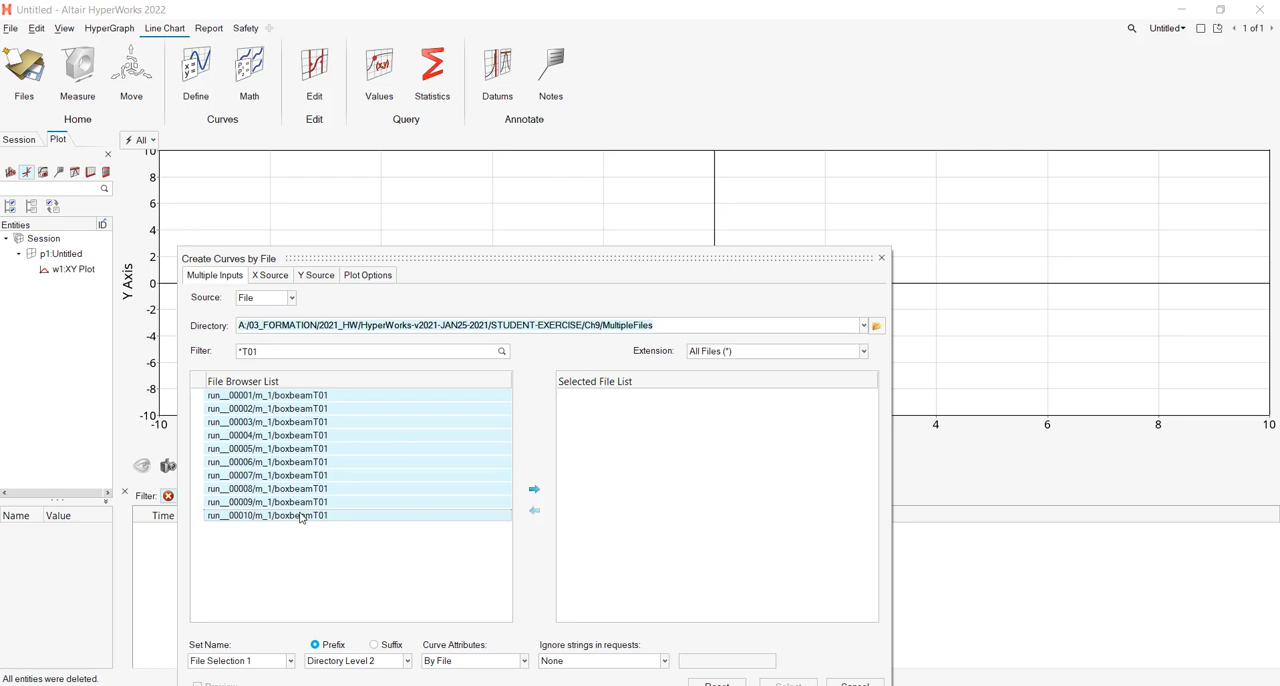 Untitled - Altair HyperWorks 2022
File Edit View HyperGraph Line Chart Report Safety Untitled 1 of 1
Files Measure Move Define Math Edit Values Statistics Datums Notes
Home Curves Edit Query Annotate
Session Plot All
10
8
6
4
2
0
-2
-4
-6
-8
-10
Y Axis
-10 4 6 8 10
Entities ID
Session
p1:Untitled
w1:XY Plot
Create Curves by File
Multiple Inputs X Source Y Source Plot Options
Source: File
Directory: A:/03_FORMATION/2021_HW/HyperWorks-v2021-JAN25-2021/STUDENT-EXERCISE/Ch9/MultipleFiles
Filter: *T01 Extension: All Files (*)
File Browser List Selected File List
run__00001/m_1/boxbeamT01
run__00002/m_1/boxbeamT01
run__00003/m_1/boxbeamT01
run__00004/m_1/boxbeamT01
run__00005/m_1/boxbeamT01
run__00006/m_1/boxbeamT01
run__00007/m_1/boxbeamT01
run__00008/m_1/boxbeamT01
run__00009/m_1/boxbeamT01
run__00010/m_1/boxbeamT01
Filter:
Name Value Time
Set Name: Prefix Suffix Curve Attributes: Ignore strings in requests:
File Selection 1 Directory Level 2 By File None
Preview Reset Select Cancel
All entities were deleted.